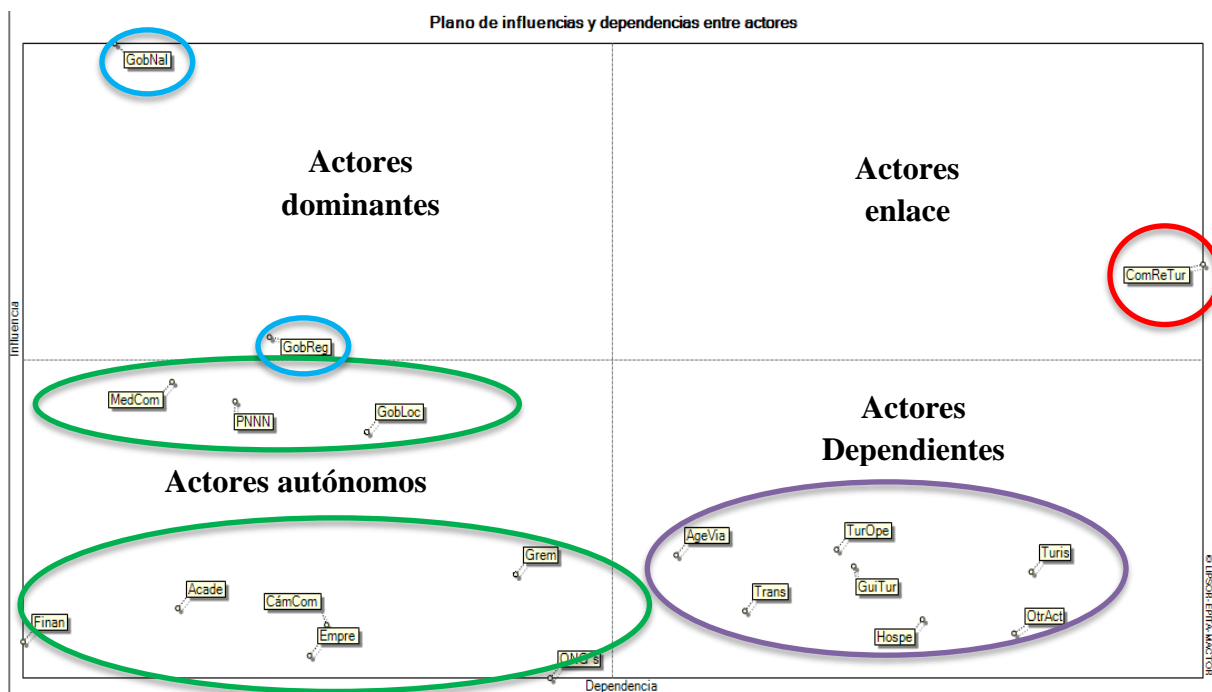 Plano de influencias y dependencias entre actores
GobNal
Actores
dominantes
Actores
enlace
ComReTur
Influencia
GobReg
MedCom
PNNN
GobLoc
Actores
Dependientes
Actores autónomos
AgeVia
TurOpe
Turis
Grem
Acade
CámCom
Trans
GuiTur
Finan
Empre
Hospe
OtrAct
ONG's
Dependencia
© LIPSOR-EPITA-MACTOR